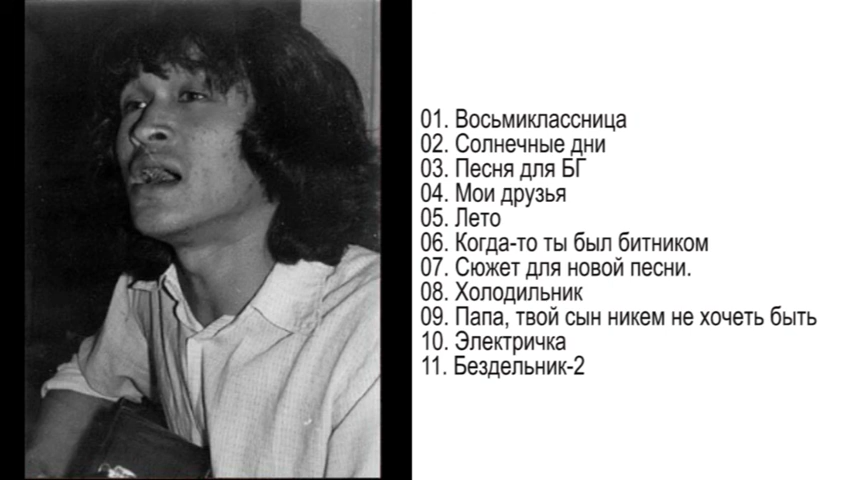 01. Восьмиклассница
02. Солнечные дни
03. Песня для БГ
04. Мои друзья
05. Лето
06. Когда-то ты был битником
07. Сюжет для новой песни.
08. Холодильник
09. Папа, твой сын никем не хочеть быть
10. Электричка
11. Бездельник-2